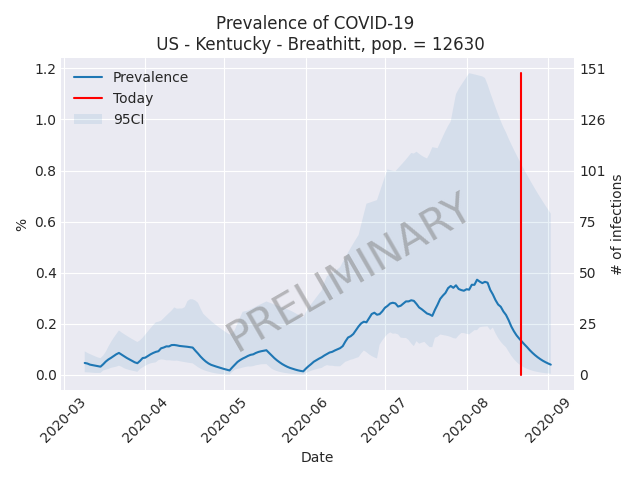 Prevalence of COVID-19
US - Kentucky - Breathitt, pop. = 12630
Prevalence
Today
95CI
PRELIMINARY
%
1.2
1.0
0.8
0.6
0.4
0.2
0.0
151
126
101
75
50
25
0
# of infections
2020-03
2020-04
2020-05
2020-06
2020-07
2020-08
2020-09
Date